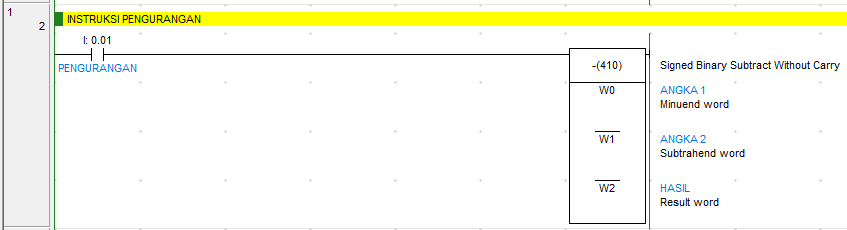 1
INSTRUKSI PENGURANGAN
2
I: 0.01
PENGURANGAN
-(410)
Signed Binary Subtract Without Carry
W0
ANGKA 1
Minuend word
W1
ANGKA 2
Subtrahend word
W2
HASIL
Result word